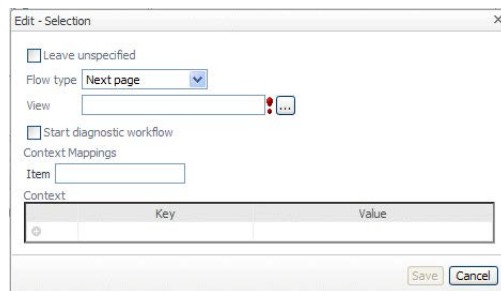 Edit - Selection
Leave unspecified
Flow type Next page
View ...
Start diagnostic workflow
Context Mappings
Item
Context
Key Value
Save Cancel